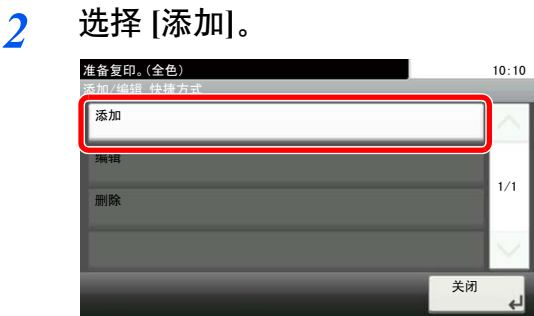 2 选择 [添加]。
准备复印。(全色) 10:10
添加/编辑 快捷方式
添加
编辑
1/1
删除
关闭